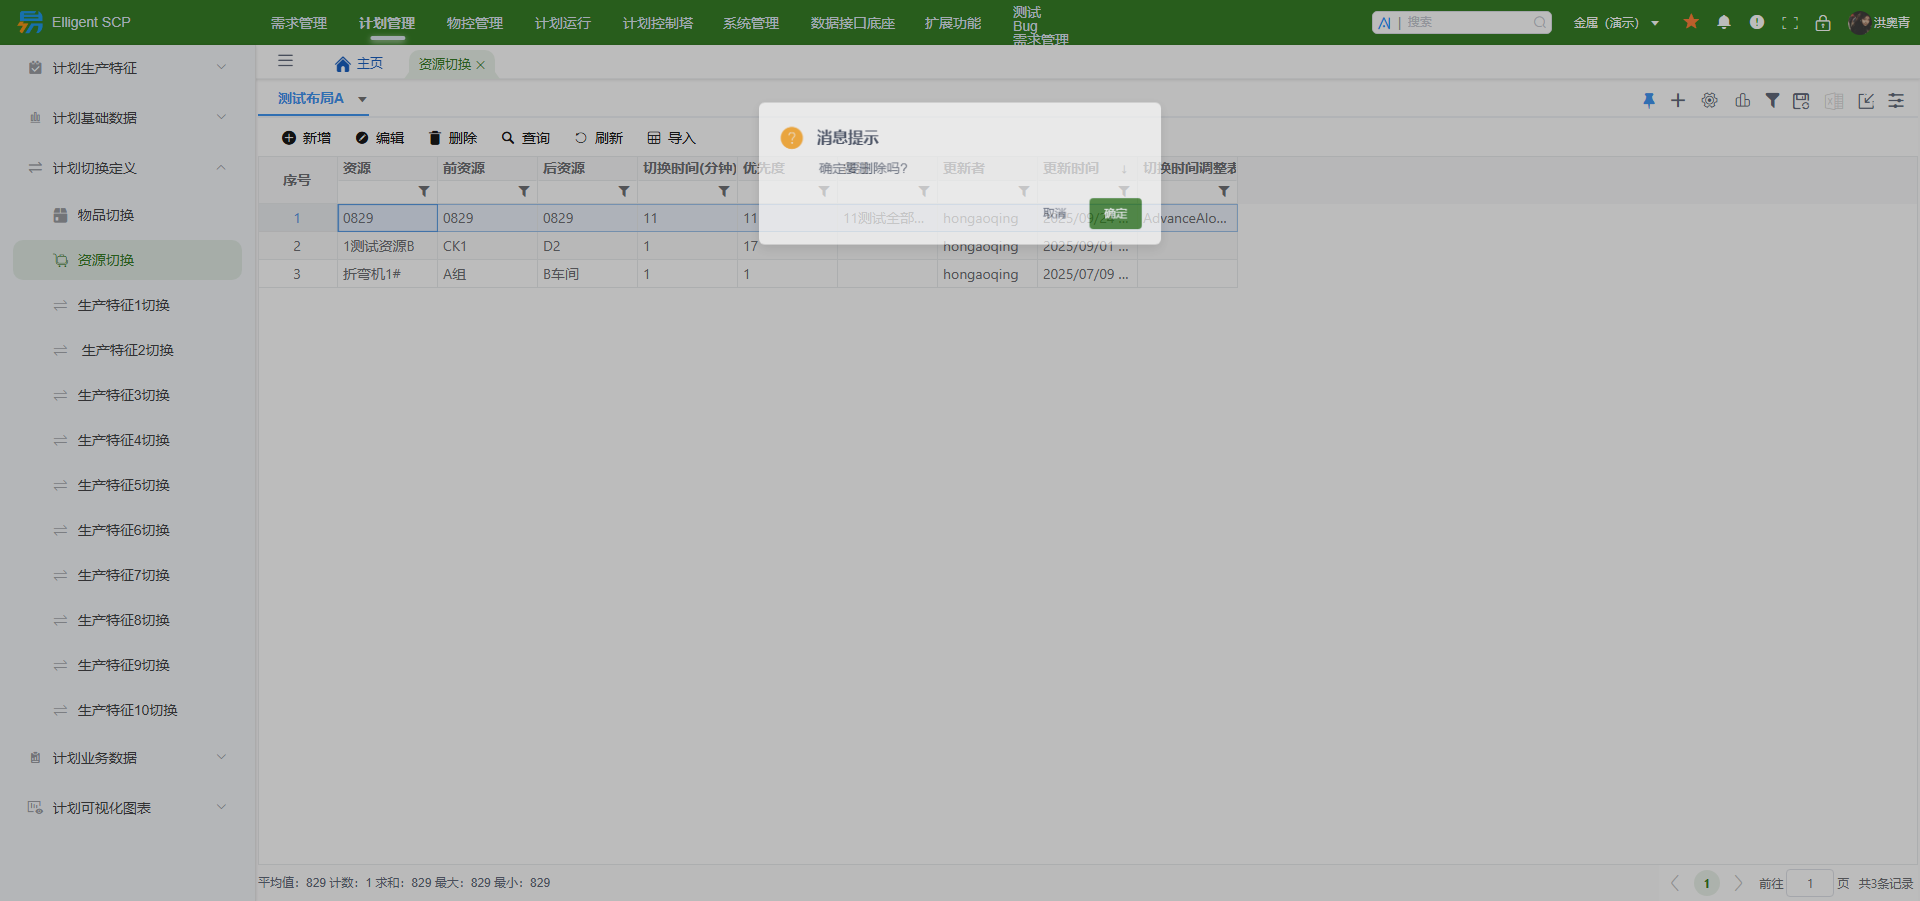 Elligent SCP
需求管理 计划管理 物控管理 计划运行 计划控制塔 系统管理 数据接口底座 扩展功能
测试
Bug
需求管理
搜索
金属（演示）
洪奥青
计划生产特征
计划基础数据
计划切换定义
物品切换
资源切换
生产特征1切换
生产特征2切换
生产特征3切换
生产特征4切换
生产特征5切换
生产特征6切换
生产特征7切换
生产特征8切换
生产特征9切换
生产特征10切换
计划业务数据
计划可视化图表
主页 资源切换
测试布局A
新增 编辑 删除 查询 刷新 导入
序号 资源 前资源 后资源 切换时间(分钟) 优先度 更新者 更新时间 切换时间调整表
1 0829 0829 0829 11 11 11测试全部... hongaoqing 2025/09/24 ... AdvanceAlo...
2 1测试资源B CK1 D2 1 17 hongaoqing 2025/09/01 ...
3 折弯机1# A组 B车间 1 1 hongaoqing 2025/07/09 ...
消息提示
确定要删除吗?
取消 确定
平均值：829 计数：1 求和：829 最大：829 最小：829
1 前往 1 页 共3条记录